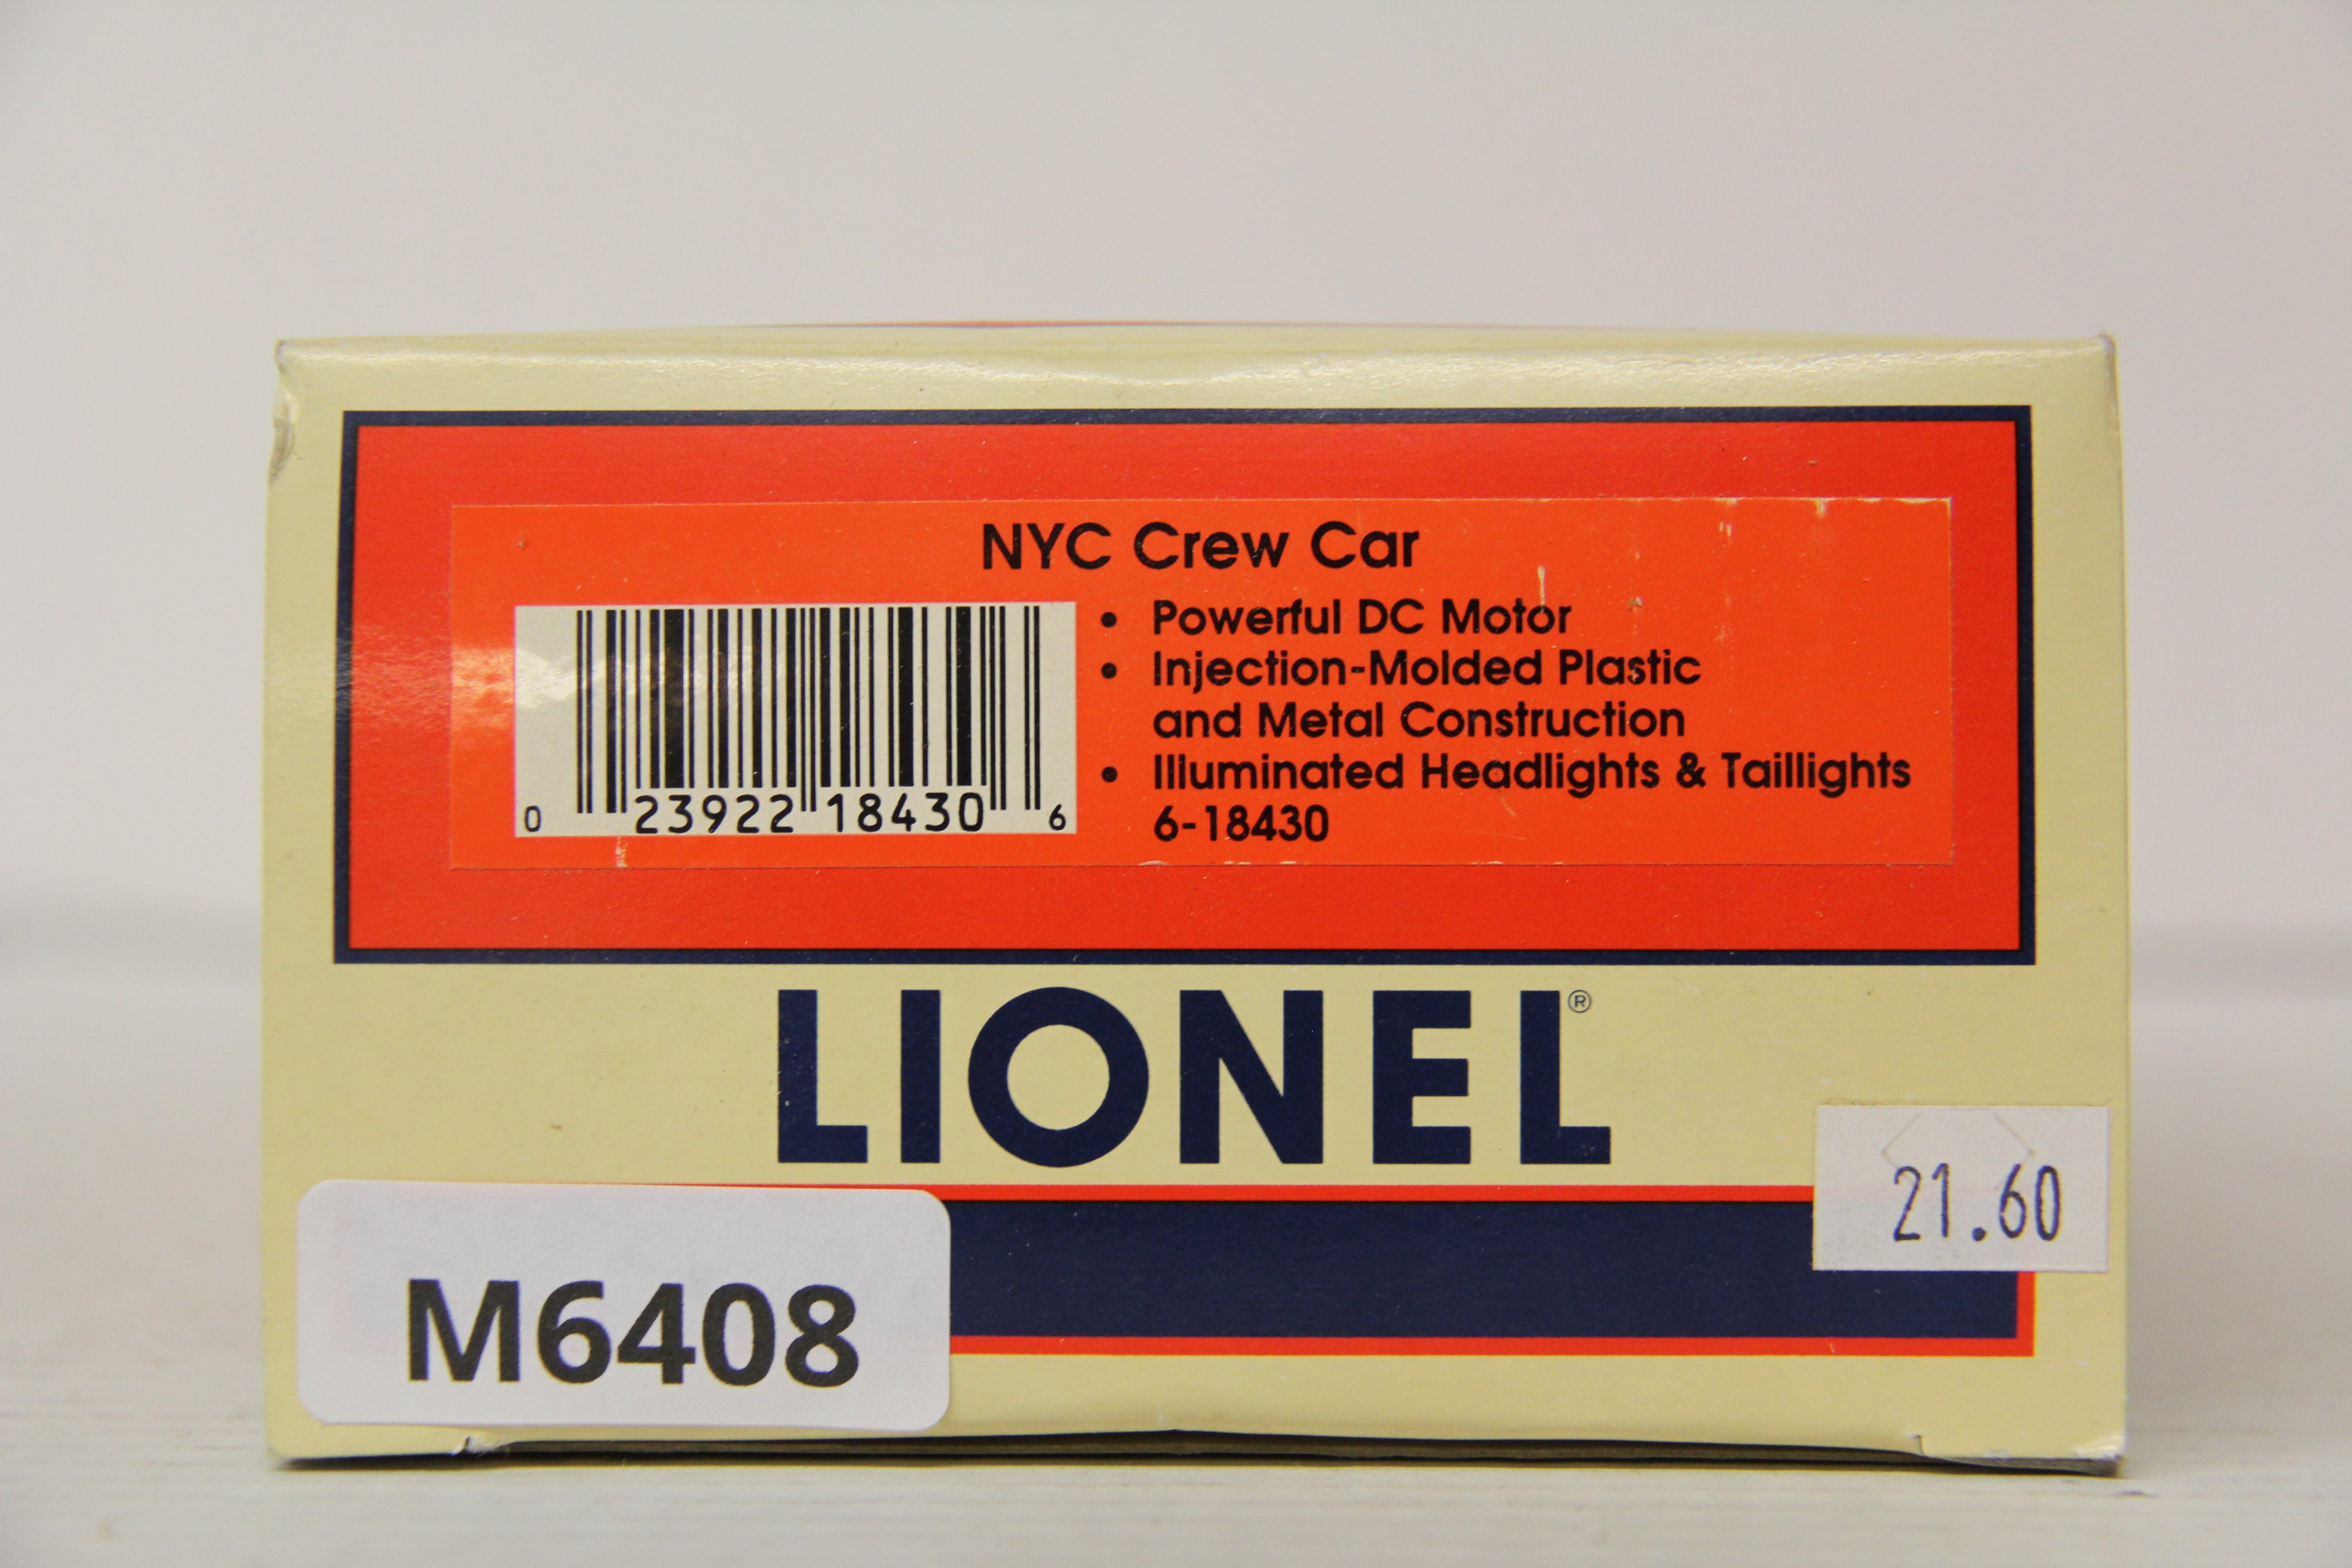 NYC Crew Car
• Powerful DC Motor
• Injection-Molded Plastic
and Metal Construction
• Illuminated Headlights & Taillights
6-18430
0 23922 18430 6
LIONEL®
21.60
M6408